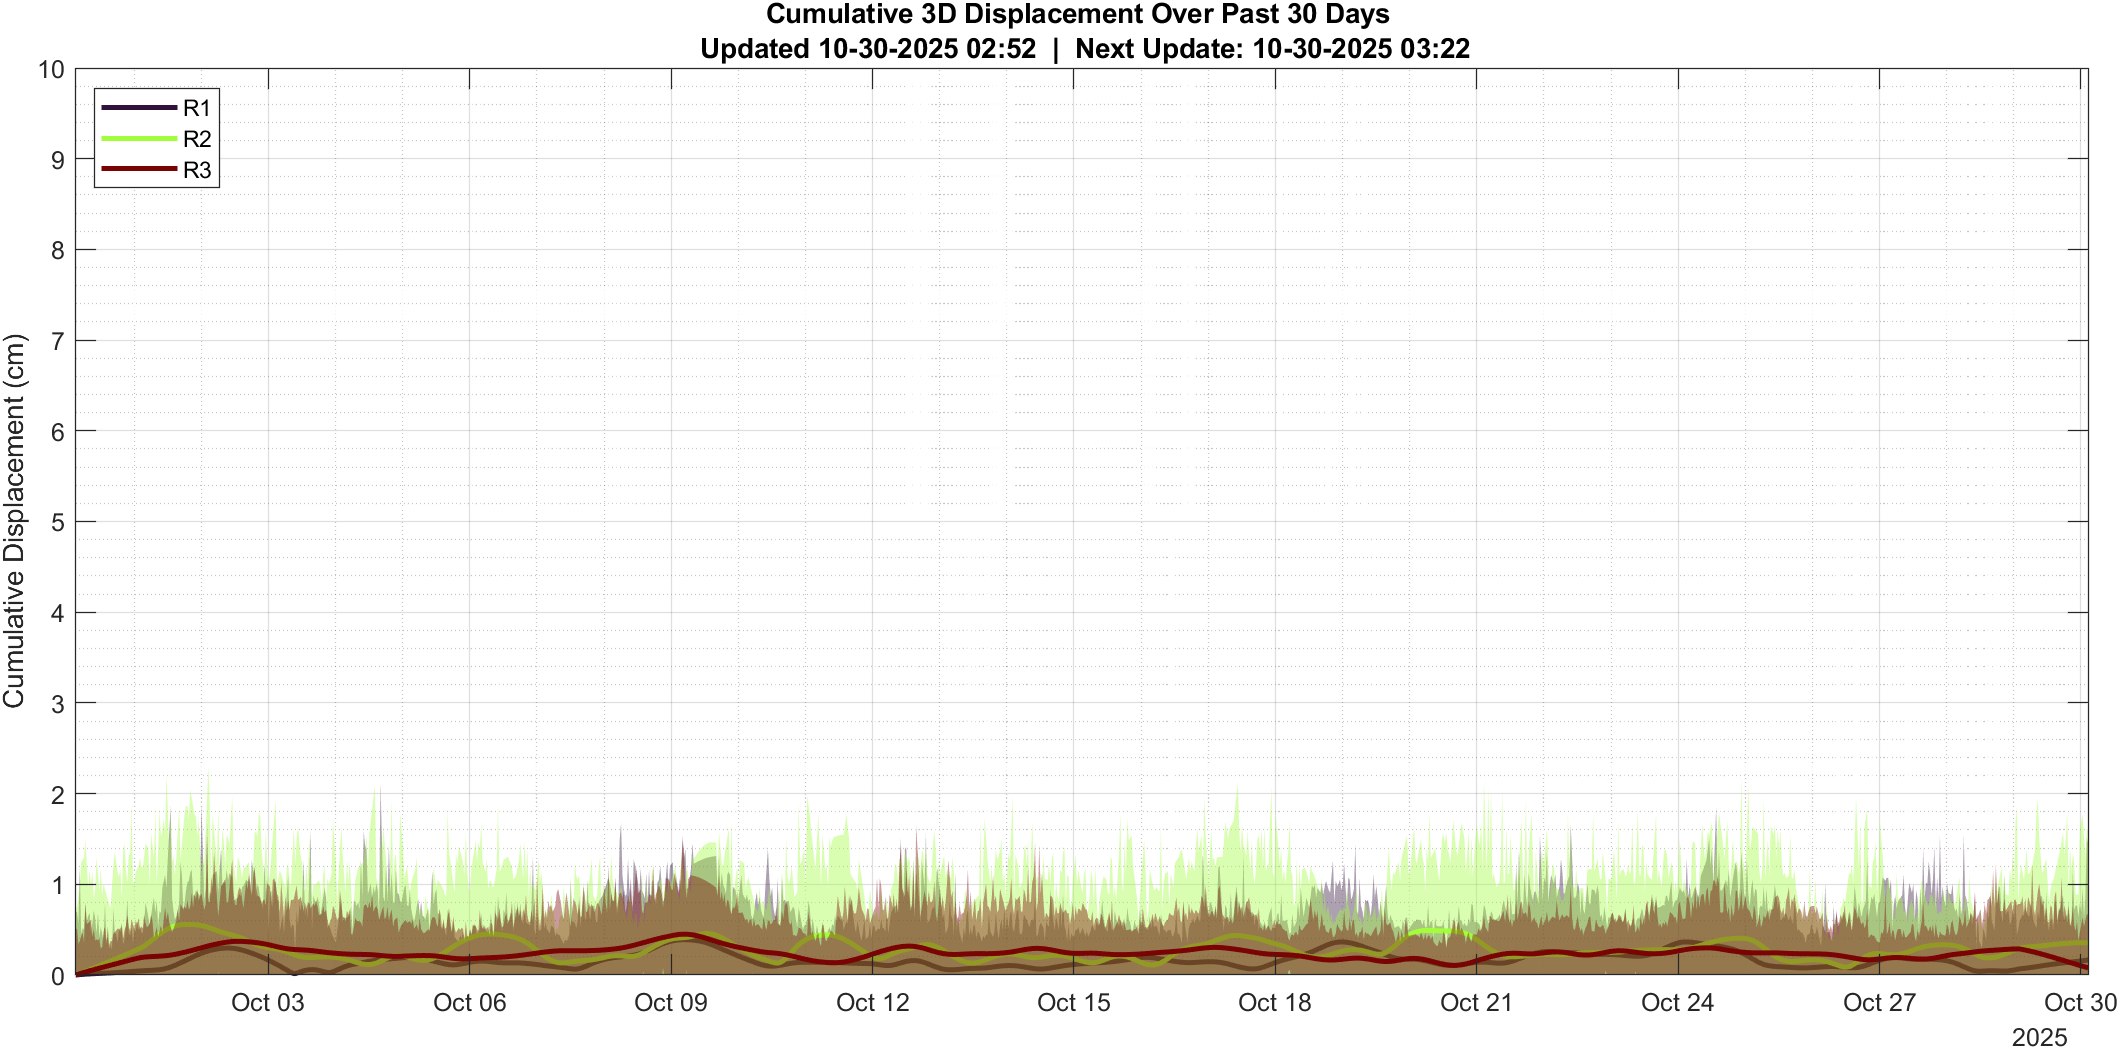 Cumulative 3D Displacement Over Past 30 Days
Updated 10-30-2025 02:52 | Next Update: 10-30-2025 03:22
Cumulative Displacement (cm)
10
9
8
7
6
5
4
3
2
1
0
R1
R2
R3
Oct 03
Oct 06
Oct 09
Oct 12
Oct 15
Oct 18
Oct 21
Oct 24
Oct 27
Oct 30
2025